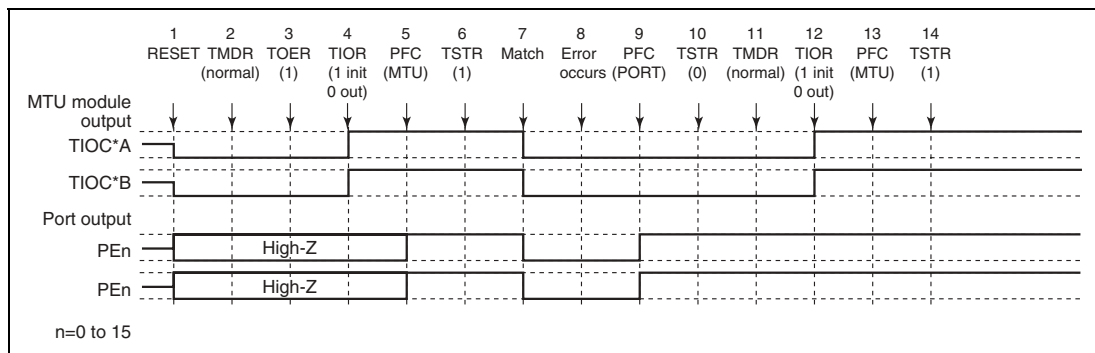 1 2 3 4 5 6 7 8 9 10 11 12 13 14
RESET TMDR TOER TIOR PFC TSTR Match Error PFC TSTR TMDR TIOR PFC TSTR
(normal) (1) (1 init (MTU) (1) occurs (PORT) (0) (normal) (1 init (MTU) (1)
0 out) 0 out)
MTU module
output
TIOC*A
TIOC*B
Port output
PEn High-Z
PEn High-Z
n=0 to 15